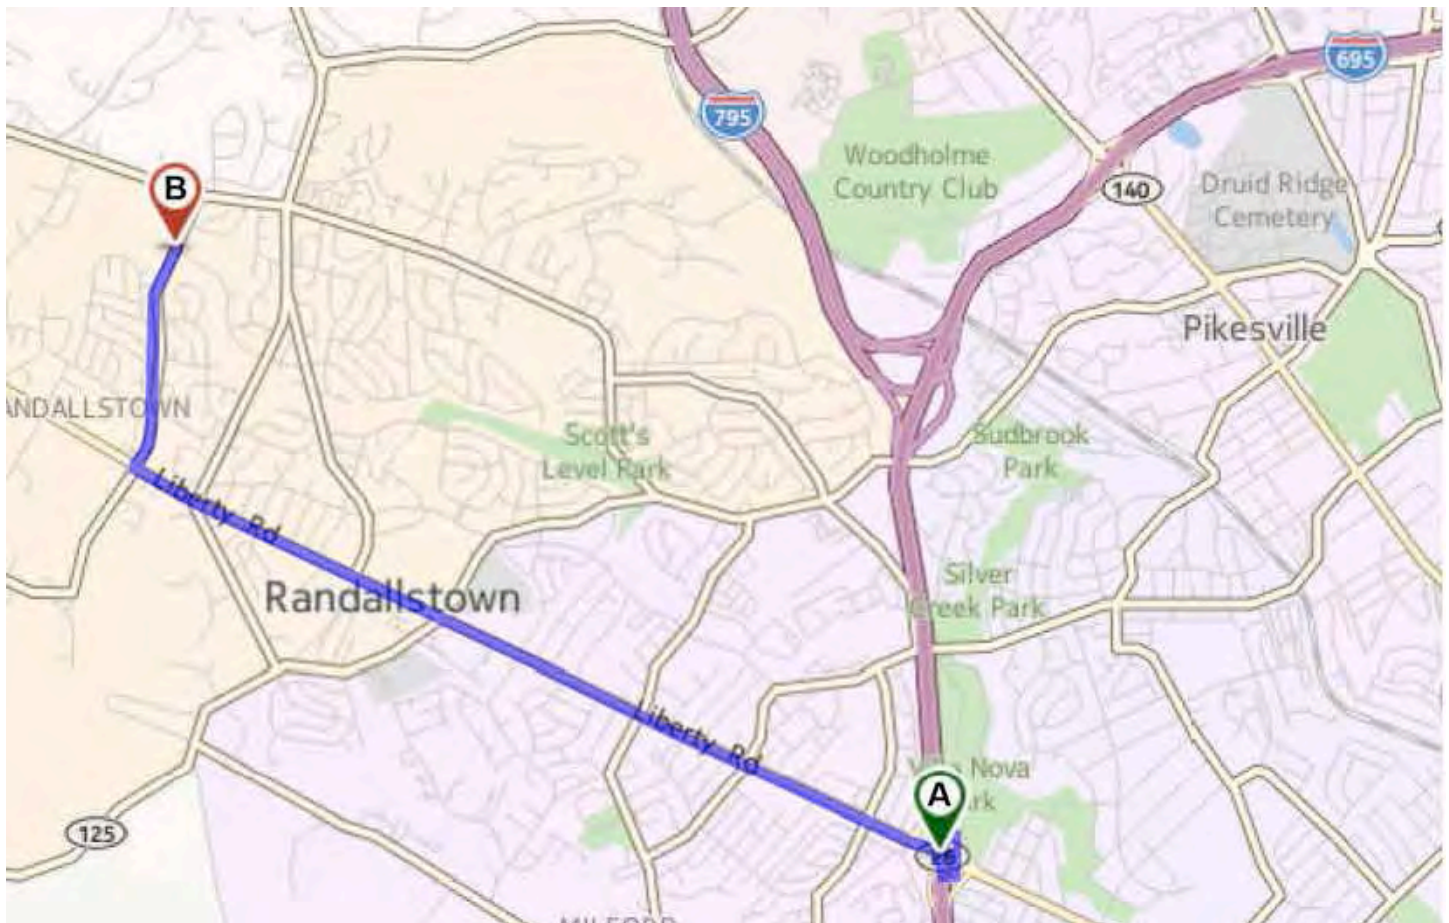 695
795
Woodholme
Country Club
B
140
Druid Ridge
Cemetery
Pikesville
ANDALLSTOWN
Scott's
Level Park
Sudbrook
Park
Liberty Rd
Silver
Creek Park
Randallstown
Liberty Rd
Nova
A
125
26